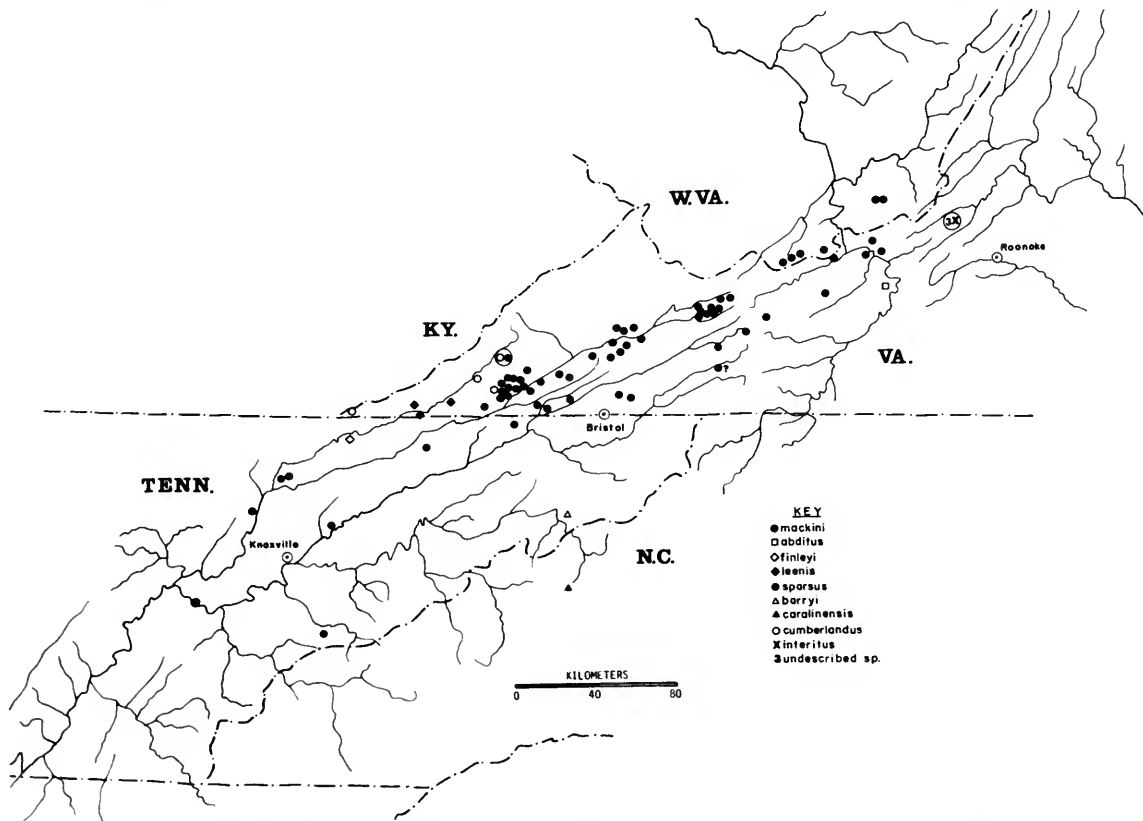 W.VA.
3X
Roanoke
KY.
VA.
?
Bristol
TENN.
KEY
mackini
abditus
finleyi
leenis
sparsus
barryi
carolinensis
cumberlandus
X interitus
3 undescribed sp.
Knoxville
N.C.
KILOMETERS
0 40 80